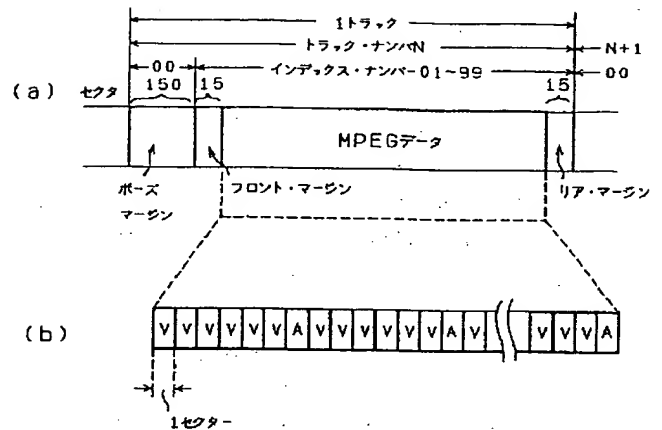 1トラック
トラック・ナンバN
N+1
00
インデックス・ナンバー01~99
00
(a)
セクタ
150
15
15
MPEGデータ
ポーズ
マージン
フロント・マージン
リア・マージン
(b)
V V V V V V A V V V V V V A V V V V A
1セクター